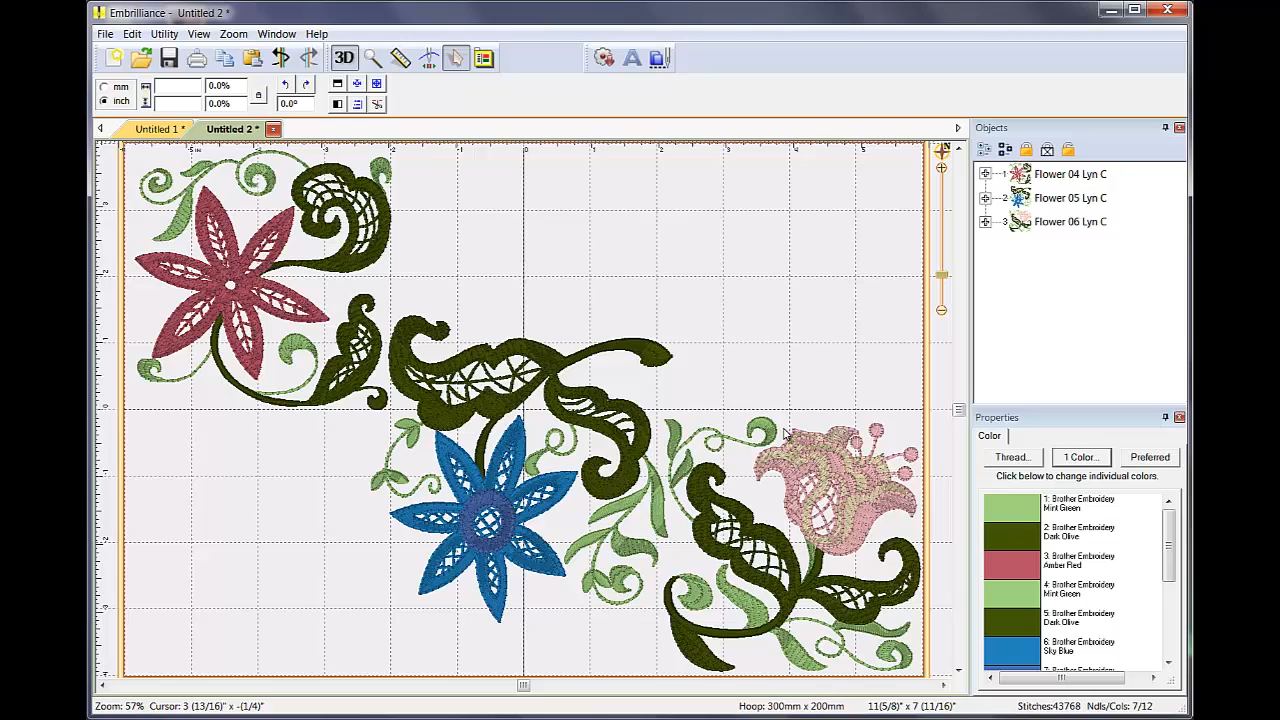 Embrilliance - Untitled 2 *
File Edit Utility View Zoom Window Help
3D
mm
0.0%
inch
0.0%
0.0°
Untitled 1 *
Untitled 2 *
Objects
1 Flower 04 Lyn C
2 Flower 05 Lyn C
3 Flower 06 Lyn C
Properties
Color
Thread... 1 Color... Preferred
Click below to change individual colors.
1: Brother Embroidery
Mint Green
2: Brother Embroidery
Dark Olive
3: Brother Embroidery
Amber Red
4: Brother Embroidery
Mint Green
5: Brother Embroidery
Dark Olive
6: Brother Embroidery
Sky Blue
Zoom: 57% Cursor: 3 (13/16)" x -(1/4)" Hoop: 300mm x 200mm 11(5/8)" x 7 (11/16)" Stitches:43768 Ndls/Cols: 7/12